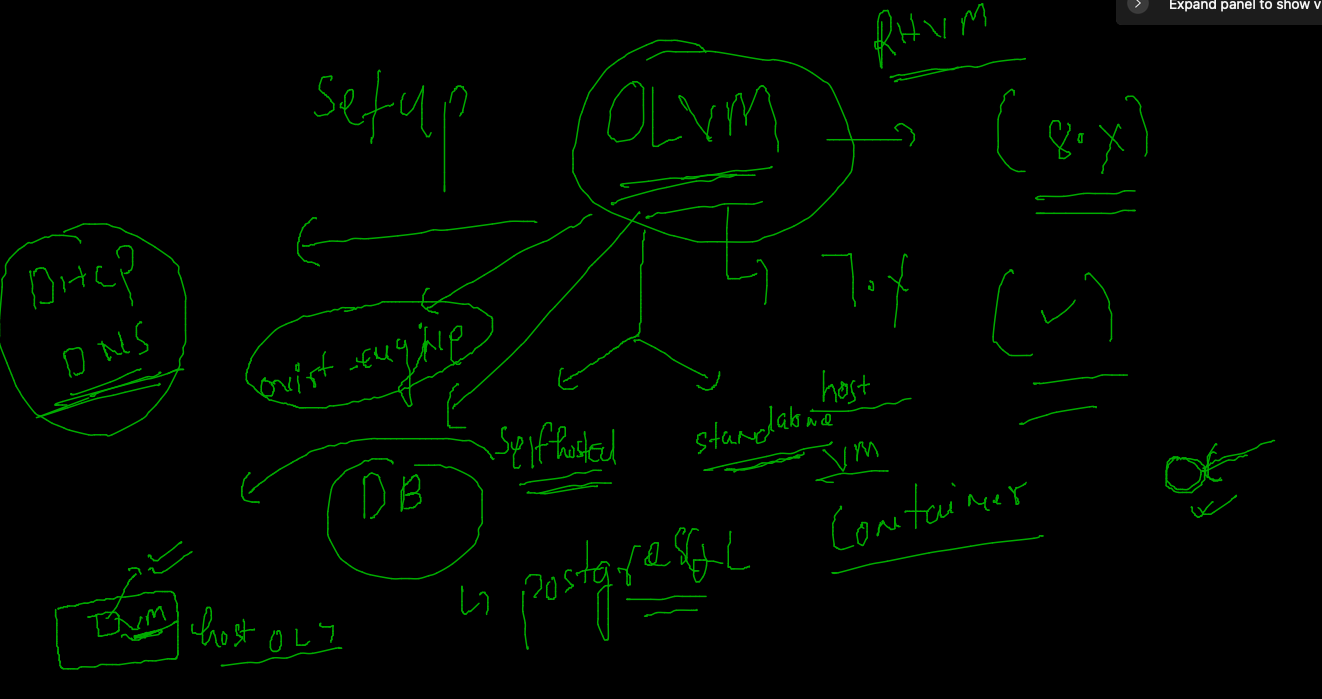 Expand panel to show v
RHVM
Setup
OLVM
(8.x)
DHCP
DNS
7.x
(✓)
ovirt-engine
host
standalone
Selfhosted
VM
DB
Container
postgresqL
host OL7